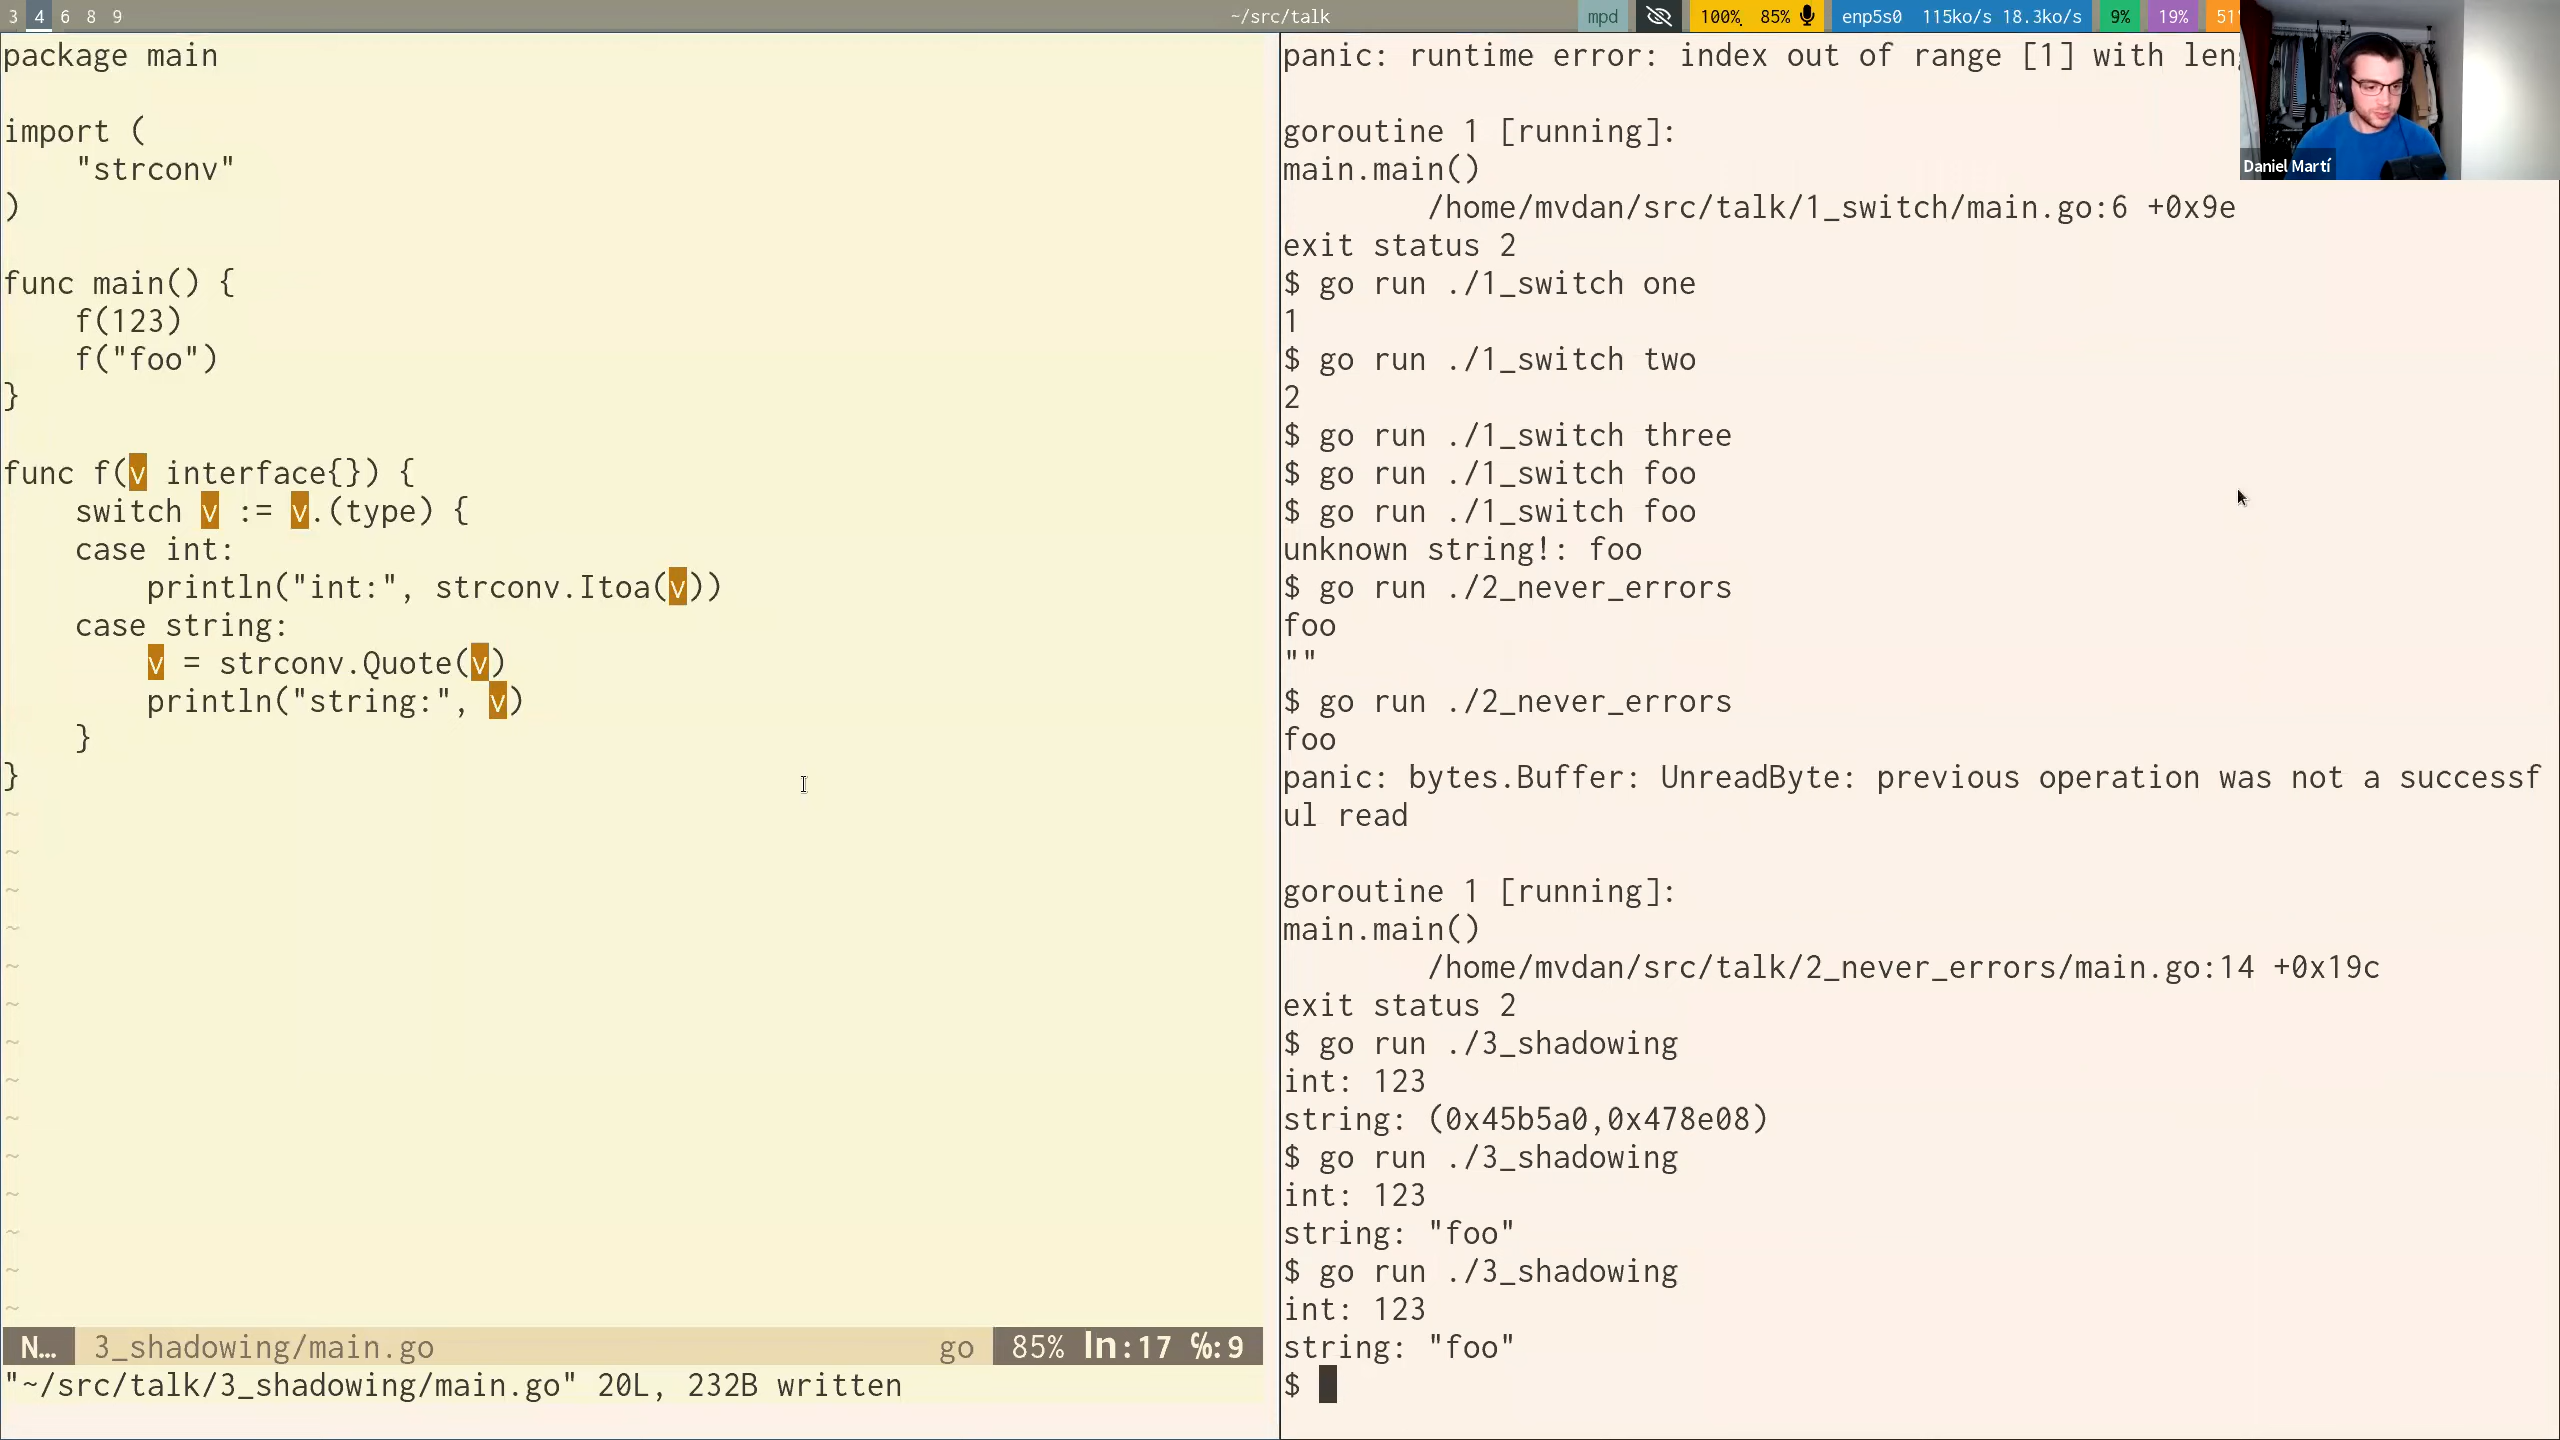 3 4 6 8 9 ~/src/talk mpd 100% 85% enp5s0 115ko/s 18.3ko/s 9% 19% 51
package main
import (
"strconv"
)
func main() {
f(123)
f("foo")
}
func f(v interface{}) {
switch v := v.(type) {
case int:
println("int:", strconv.Itoa(v))
case string:
v = strconv.Quote(v)
println("string:", v)
}
}
~
~
~
~
~
~
~
~
~
~
~
~
~
~
N… 3_shadowing/main.go go 85% ln:17 ℅:9
"~/src/talk/3_shadowing/main.go" 20L, 232B written
panic: runtime error: index out of range [1] with
goroutine 1 [running]:
main.main()
/home/mvdan/src/talk/1_switch/main.go:6 +0x9e
exit status 2
$ go run ./1_switch one
1
$ go run ./1_switch two
2
$ go run ./1_switch three
$ go run ./1_switch foo
$ go run ./1_switch foo
unknown string!: foo
$ go run ./2_never_errors
foo
""
$ go run ./2_never_errors
foo
panic: bytes.Buffer: UnreadByte: previous operation was not a successf
ul read
goroutine 1 [running]:
main.main()
/home/mvdan/src/talk/2_never_errors/main.go:14 +0x19c
exit status 2
$ go run ./3_shadowing
int: 123
string: (0x45b5a0,0x478e08)
$ go run ./3_shadowing
int: 123
string: "foo"
$ go run ./3_shadowing
int: 123
string: "foo"
$
Daniel Martí